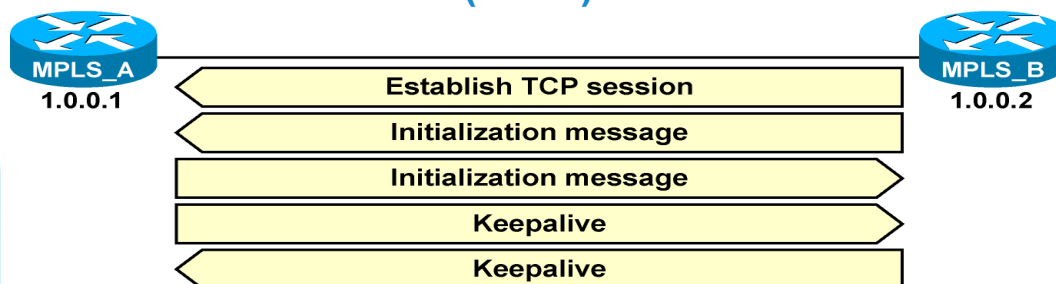 MPLS_A
MPLS_B
1.0.0.1
1.0.0.2
Establish TCP session
Initialization message
Initialization message
Keepalive
Keepalive